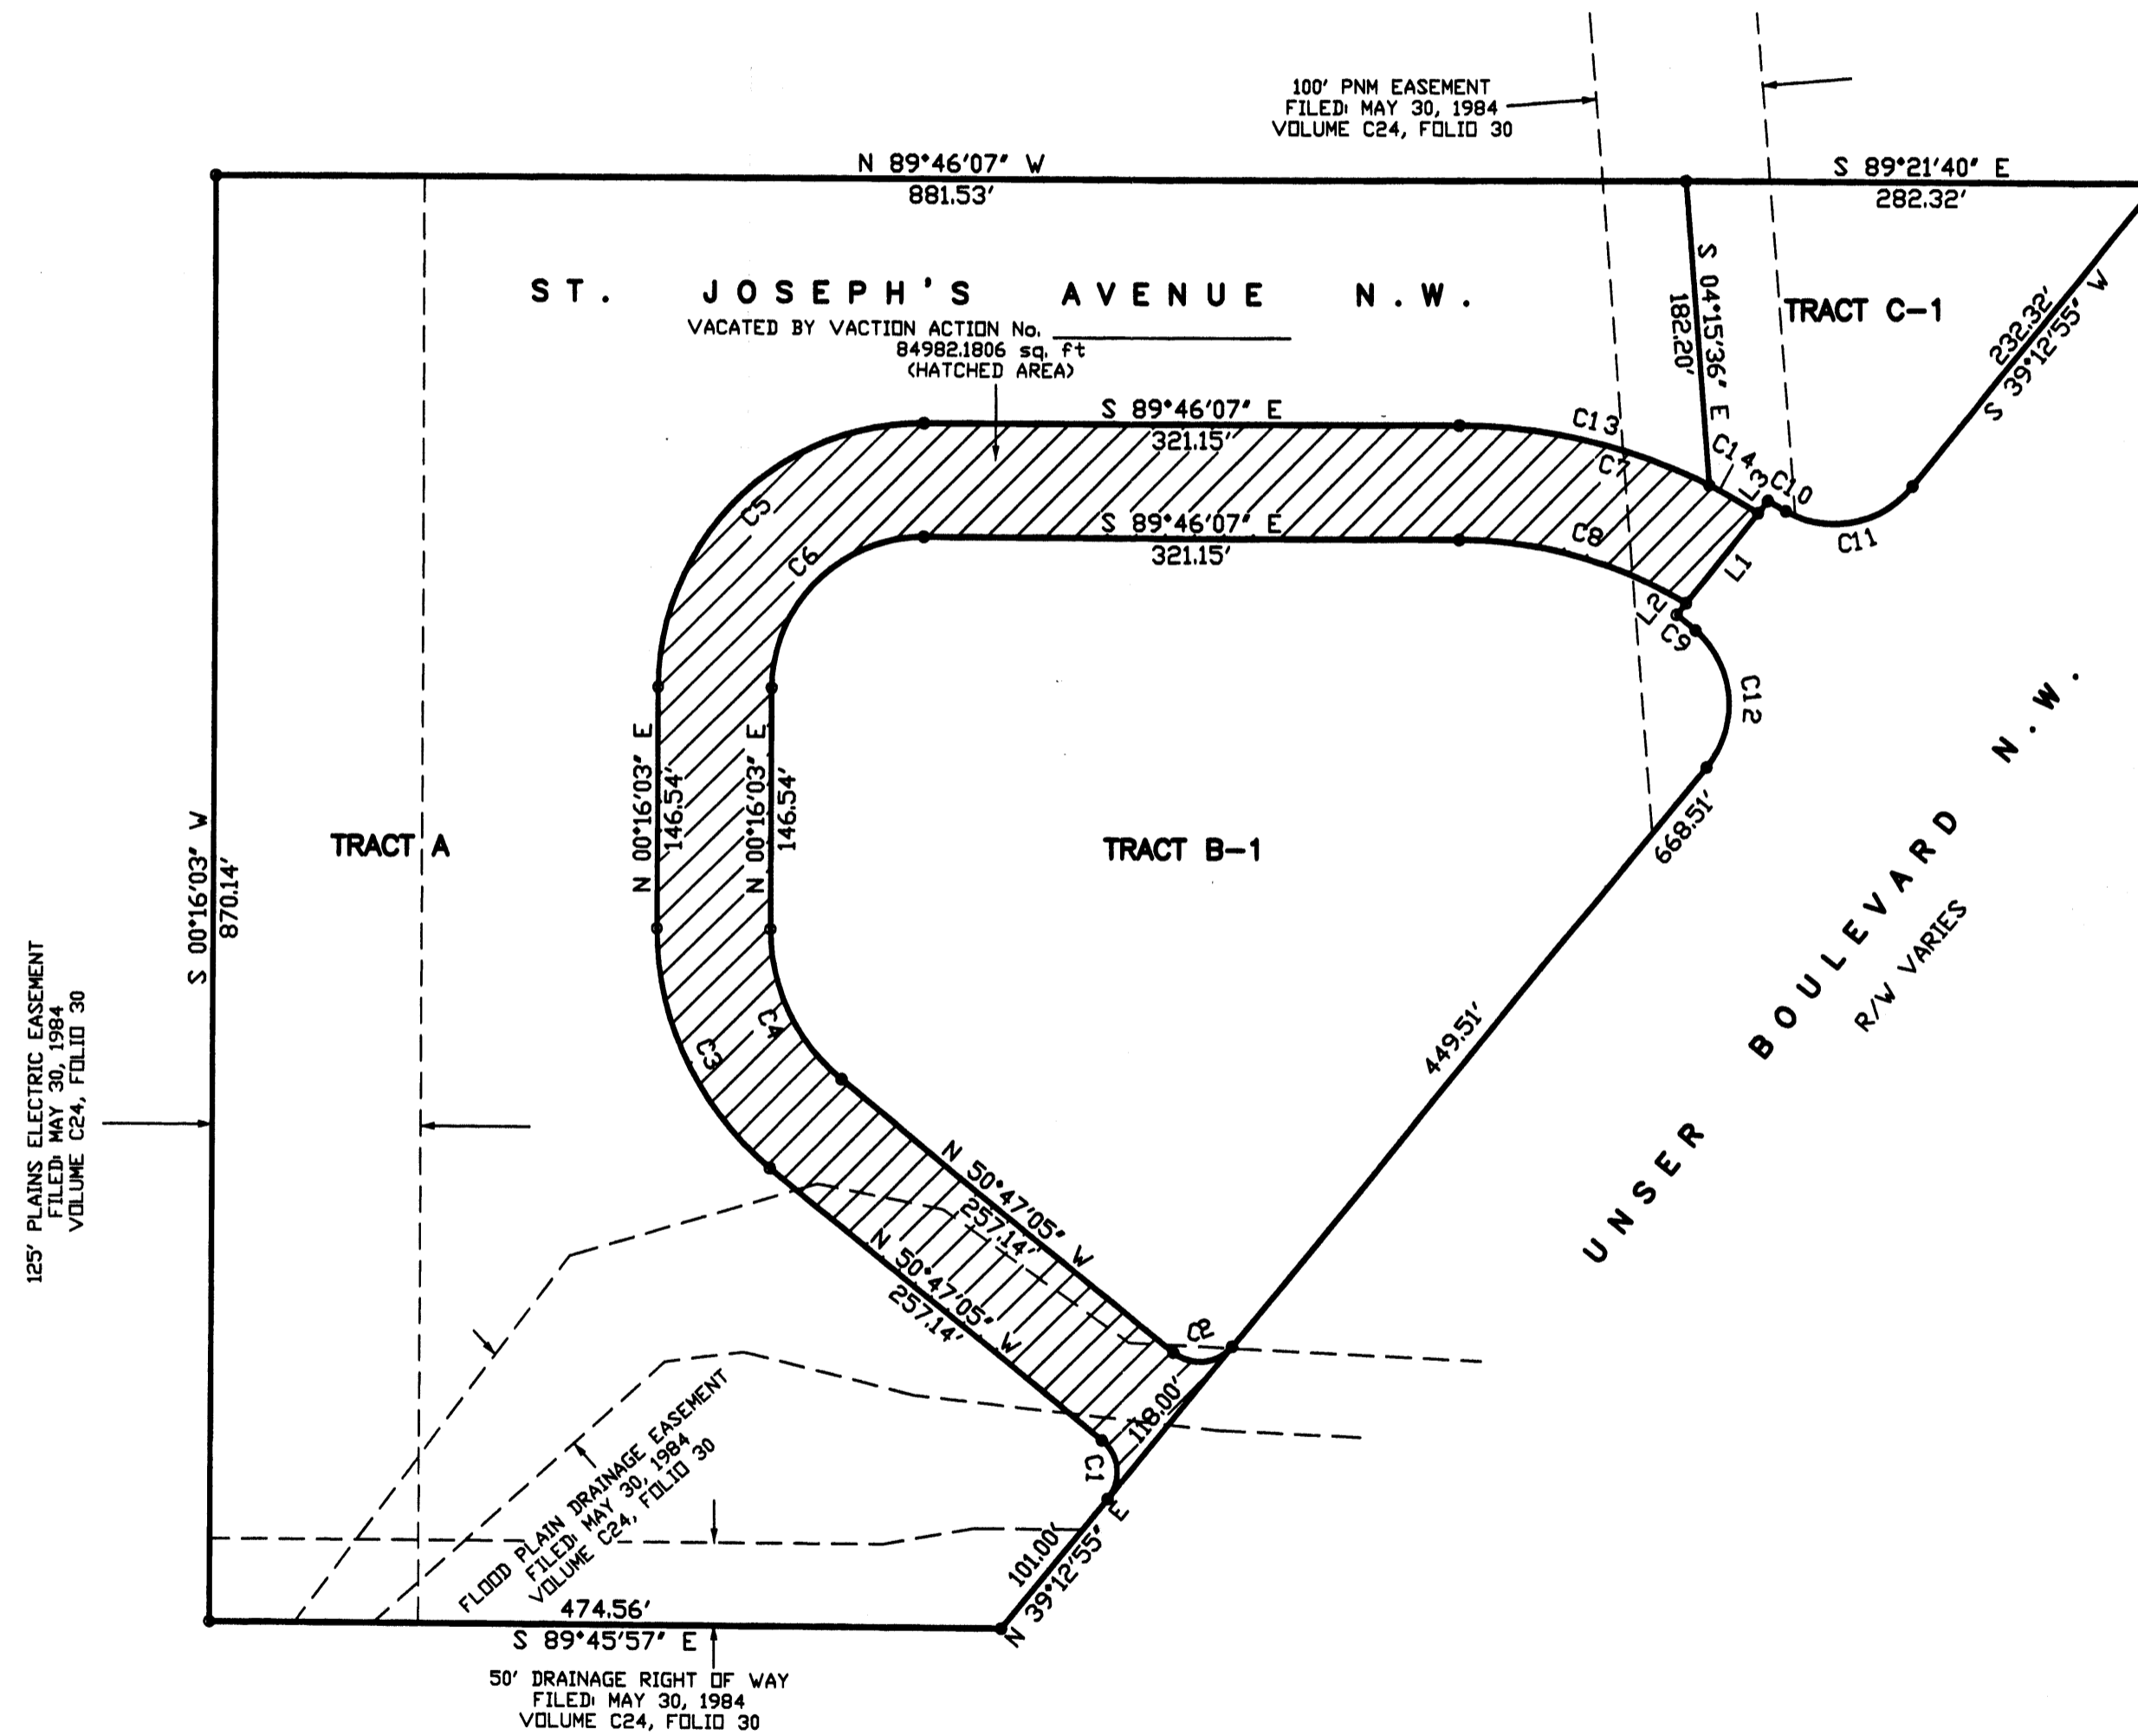 100' PNM EASEMENT
FILED: MAY 30, 1984
VOLUME C24, FOLIO 30
N 89°46'07" W
881.53'
S 89°21'40" E
282.32'
ST. JOSEPH'S AVENUE N.W.
VACATED BY VACTION ACTION No.
84982.1806 sq. ft
(HATCHED AREA)
S 04°15'36" E
182.20'
TRACT C-1
232.32'
S 39°12'55" W
S 89°46'07" E
321.15'
C13
C7
C14
L3
C10
C11
C5
C6
S 89°46'07" E
321.15'
C8
L1
L2
C9
C12
N 00°16'03" E
146.54'
N 00°16'03" E
146.54'
S 00°16'03" W
870.14'
TRACT A
TRACT B-1
668.51'
UNSER BOULEVARD N.W.
R/W VARIES
125' PLAINS ELECTRIC EASEMENT
FILED: MAY 30, 1984
VOLUME C24, FOLIO 30
449.51'
C3
C4
N 50°47'05" W
257.14'
N 50°47'05" W
257.14'
C2
118.00'
C1
FLOOD PLAIN DRAINAGE EASEMENT
FILED: MAY 30, 1984
VOLUME C24, FOLIO 30
101.00'
N 39°12'55" E
474.56'
S 89°45'57" E
50' DRAINAGE RIGHT OF WAY
FILED: MAY 30, 1984
VOLUME C24, FOLIO 30